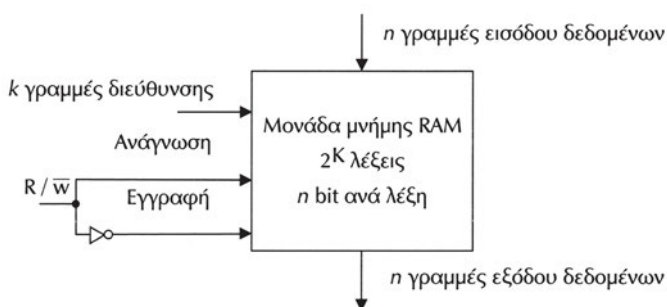 n γραμμές εισόδου δεδομένων
k γραμμές διεύθυνσης
Ανάγνωση
R / w̅
Εγγραφή
Μονάδα μνήμης RAM
2ᴷ λέξεις
n bit ανά λέξη
n γραμμές εξόδου δεδομένων